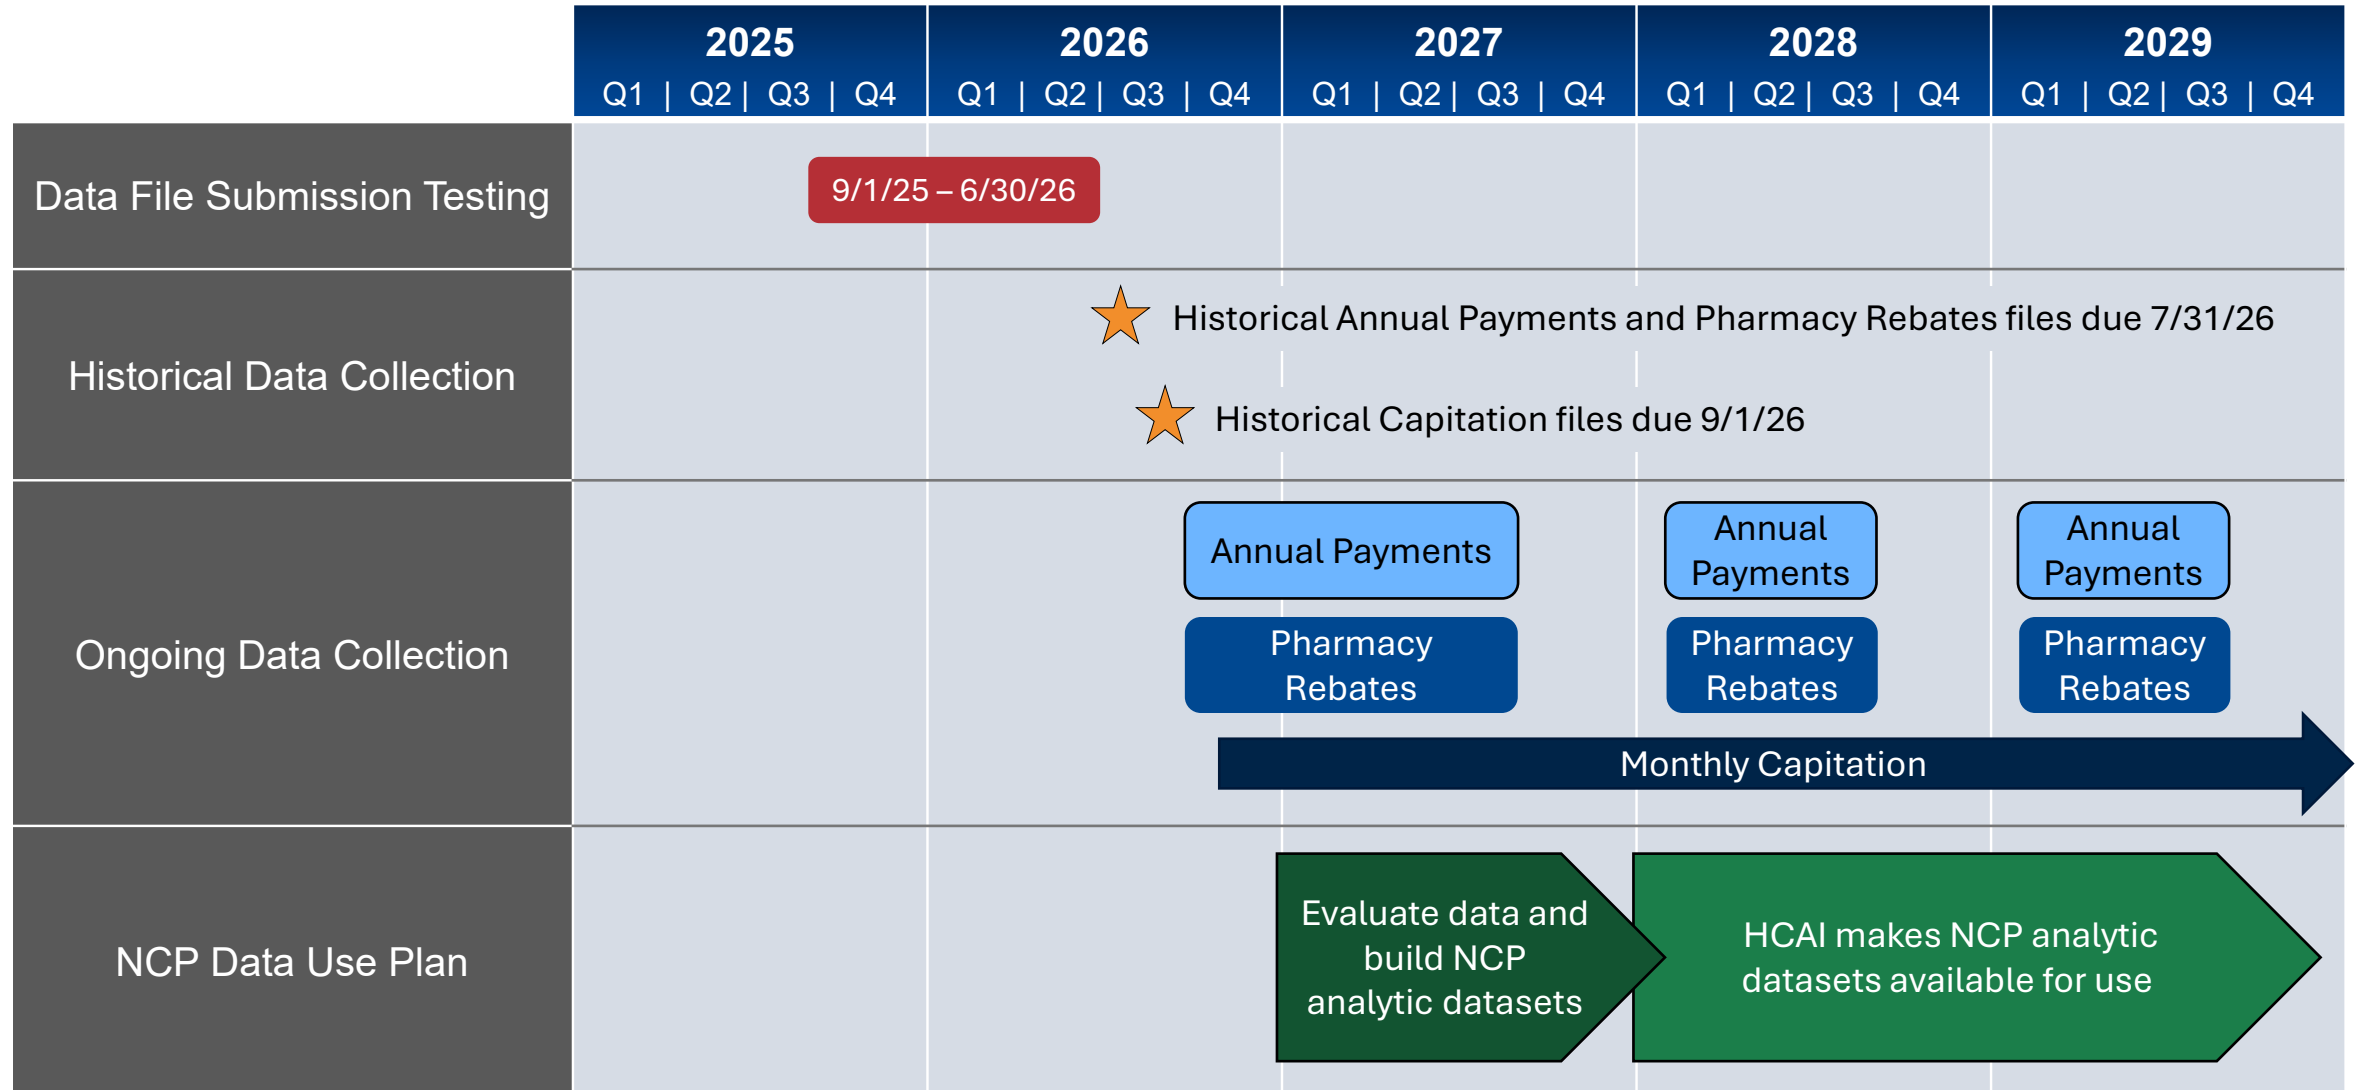 2025 2026 2027 2028 2029
Q1 | Q2 | Q3 | Q4 Q1 | Q2 | Q3 | Q4 Q1 | Q2 | Q3 | Q4 Q1 | Q2 | Q3 | Q4 Q1 | Q2 | Q3 | Q4
Data File Submission Testing
9/1/25 – 6/30/26
Historical Data Collection
Historical Annual Payments and Pharmacy Rebates files due 7/31/26
Historical Capitation files due 9/1/26
Ongoing Data Collection
Annual Payments
Annual
Payments
Annual
Payments
Pharmacy
Rebates
Pharmacy
Rebates
Pharmacy
Rebates
Monthly Capitation
NCP Data Use Plan
Evaluate data and
build NCP
analytic datasets
HCAI makes NCP analytic
datasets available for use